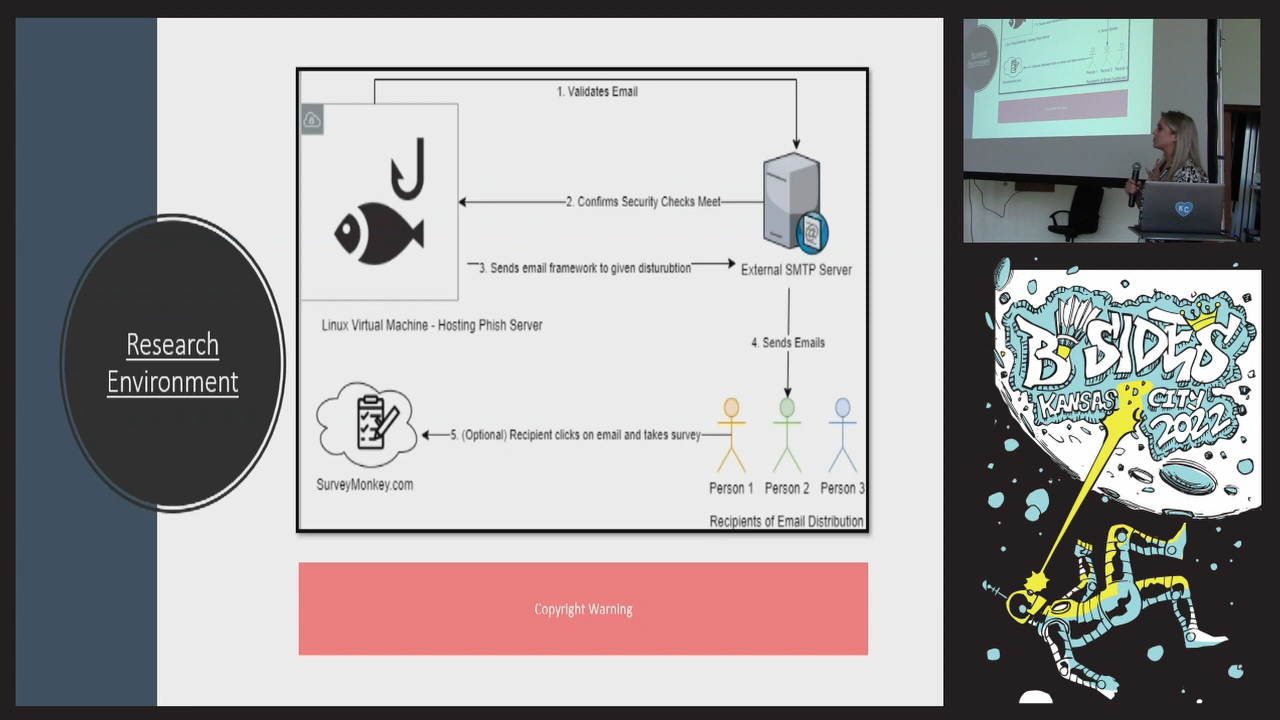 Research
Environment
1. Validates Email
2. Confirms Security Checks Meet
3. Sends email framework to given disturubtion
External SMTP Server
Linux Virtual Machine - Hosting Phish Server
4. Sends Emails
5. (Optional) Recipient clicks on email and takes survey
SurveyMonkey.com
Person 1
Person 2
Person 3
Recipients of Email Distribution
Copyright Warning
KC
BSIDES
KANSAS CITY
2022